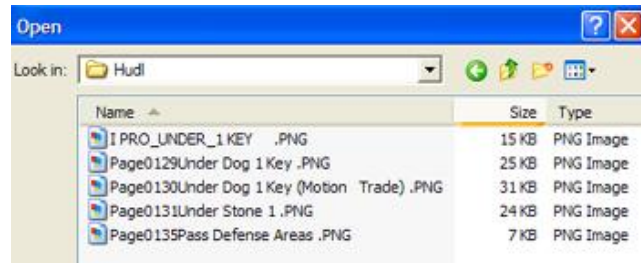 Open
Look in: Hudl
Name Size Type
I PRO_UNDER_1 KEY .PNG 15 KB PNG Image
Page0129Under Dog 1 Key .PNG 25 KB PNG Image
Page0130Under Dog 1 Key (Motion Trade) .PNG 31 KB PNG Image
Page0131Under Stone 1 .PNG 24 KB PNG Image
Page0135Pass Defense Areas .PNG 7 KB PNG Image